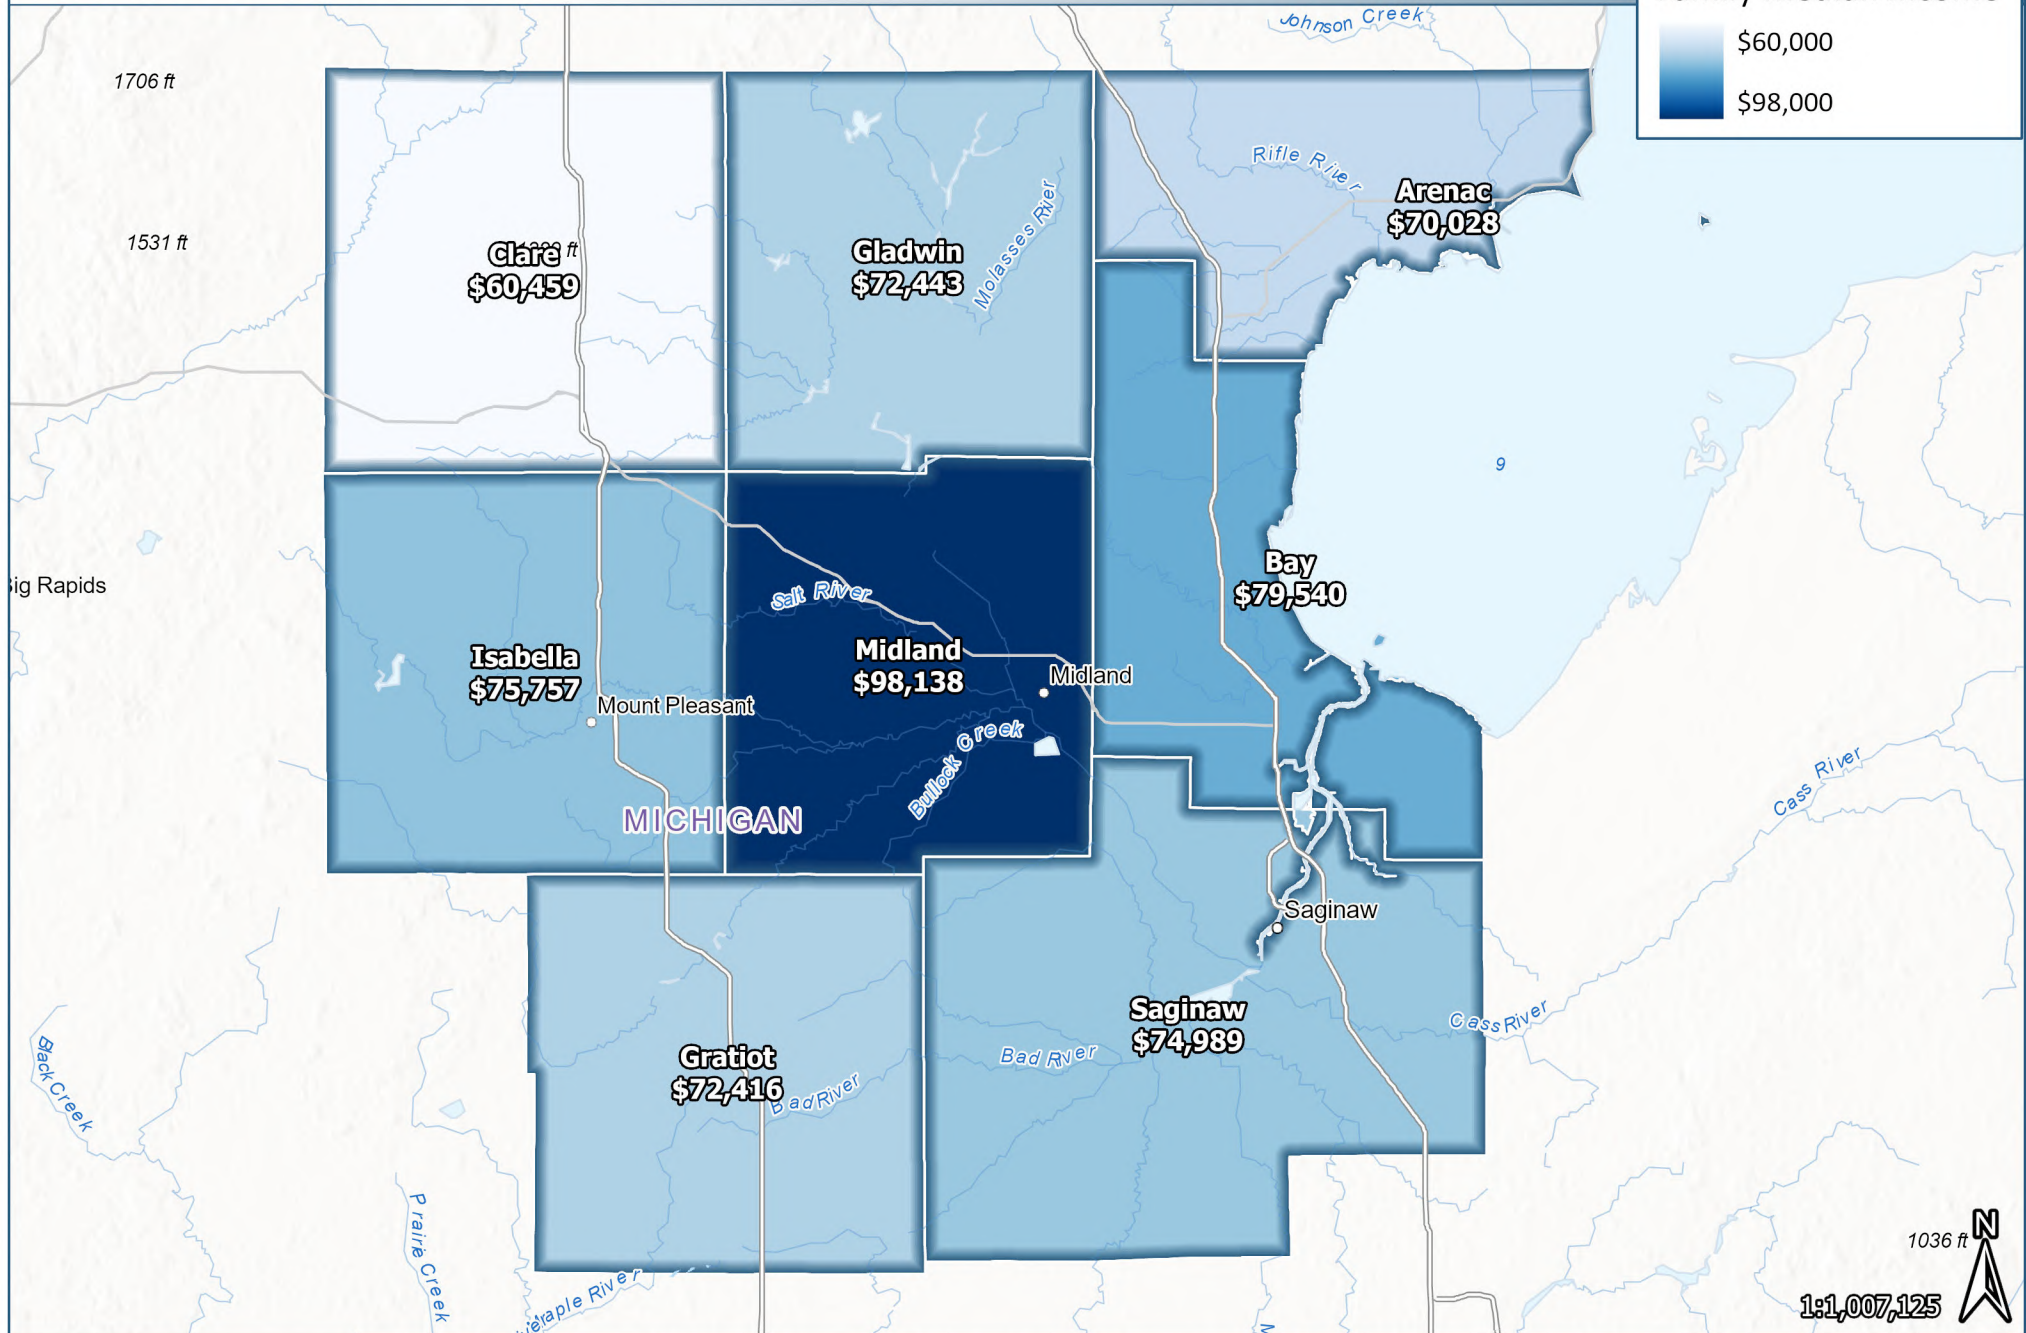 Johnson Creek
$60,000
$98,000
1706 ft
Rifle River
Arenac
$70,028
Molasses River
1531 ft
Clare
ft
$60,459
Gladwin
$72,443
9
Bay
$79,540
Big Rapids
Salt River
Isabella
$75,757
Mount Pleasant
Midland
$98,138
Midland
Bullock Creek
MICHIGAN
Cass River
Saginaw
Saginaw
$74,989
Cass River
Bad River
Gratiot
$72,416
Bad River
Black Creek
Prairie Creek
N
1036 ft
1:1,007,125